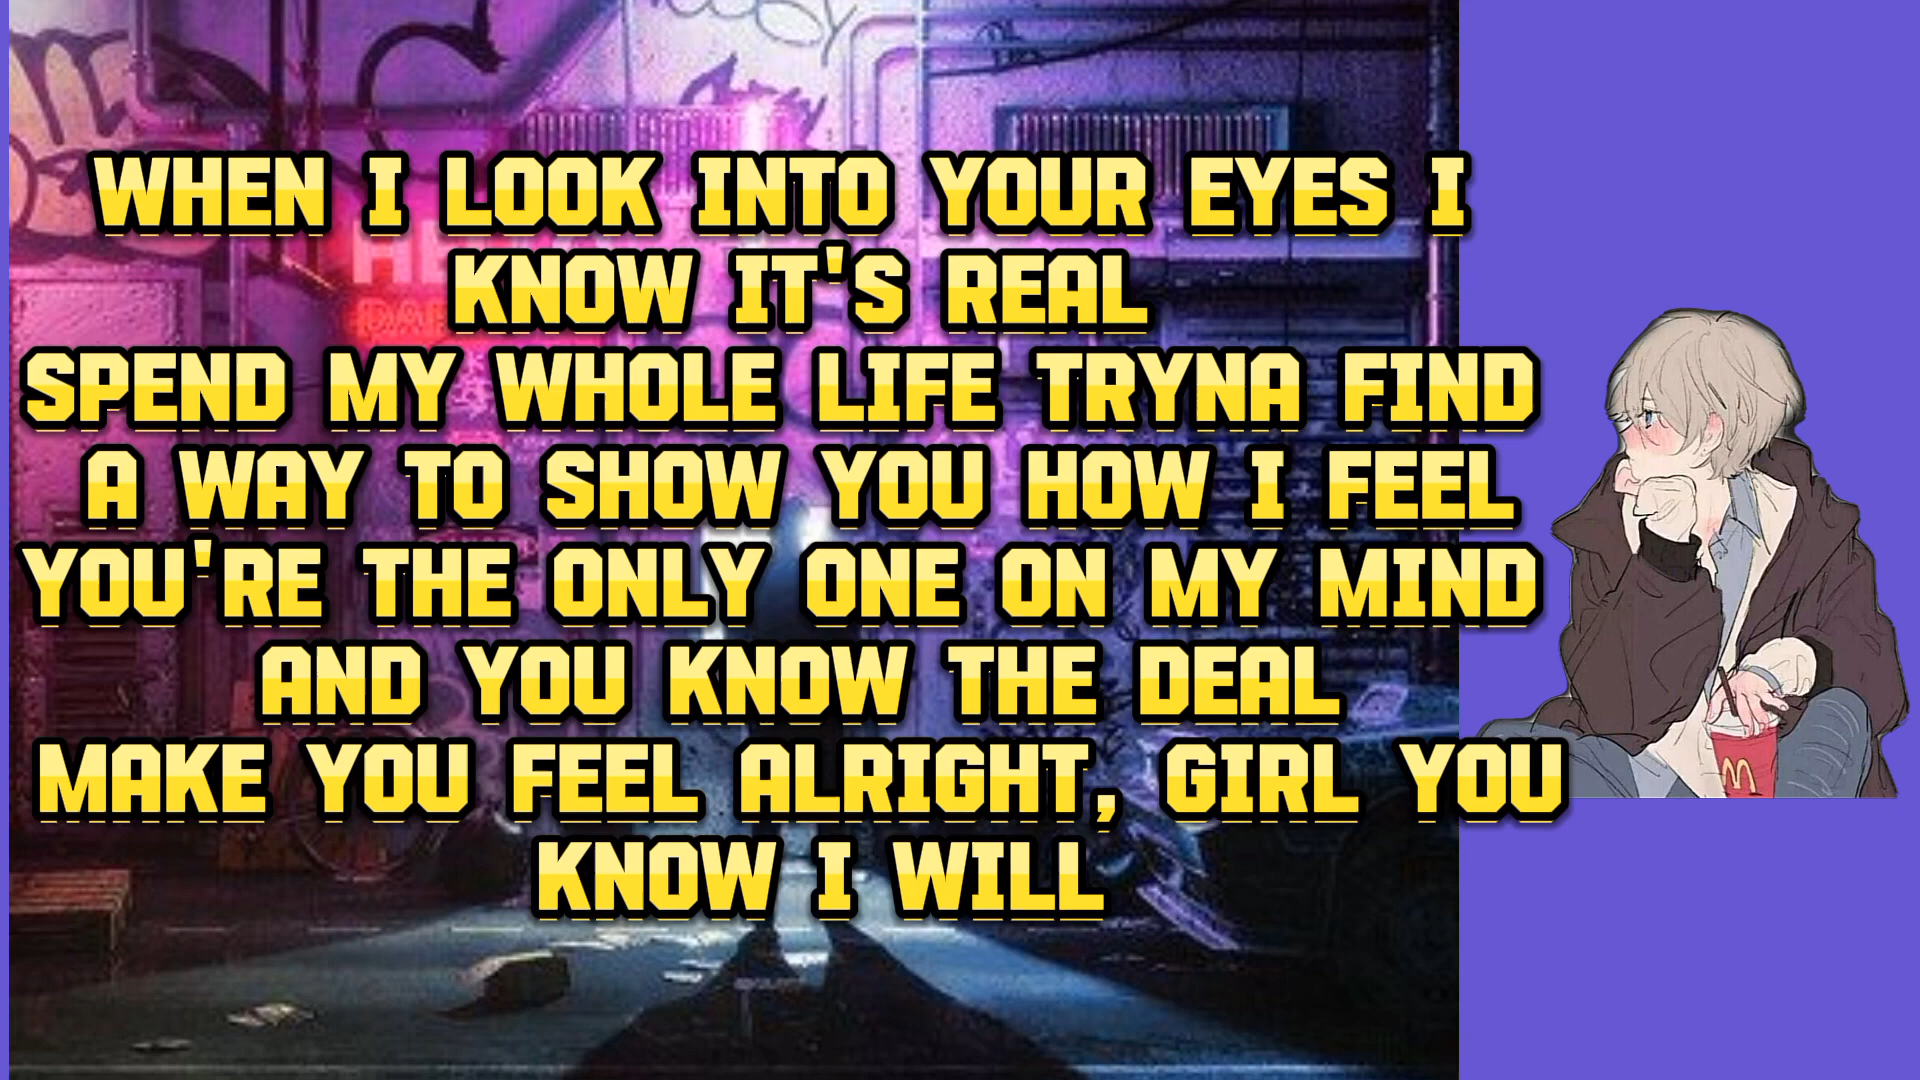 WHEN I LOOK INTO YOUR EYES I
KNOW IT'S REAL
SPEND MY WHOLE LIFE TRYNA FIND
A WAY TO SHOW YOU HOW I FEEL
YOU'RE THE ONLY ONE ON MY MIND
AND YOU KNOW THE DEAL
MAKE YOU FEEL ALRIGHT, GIRL YOU
KNOW I WILL